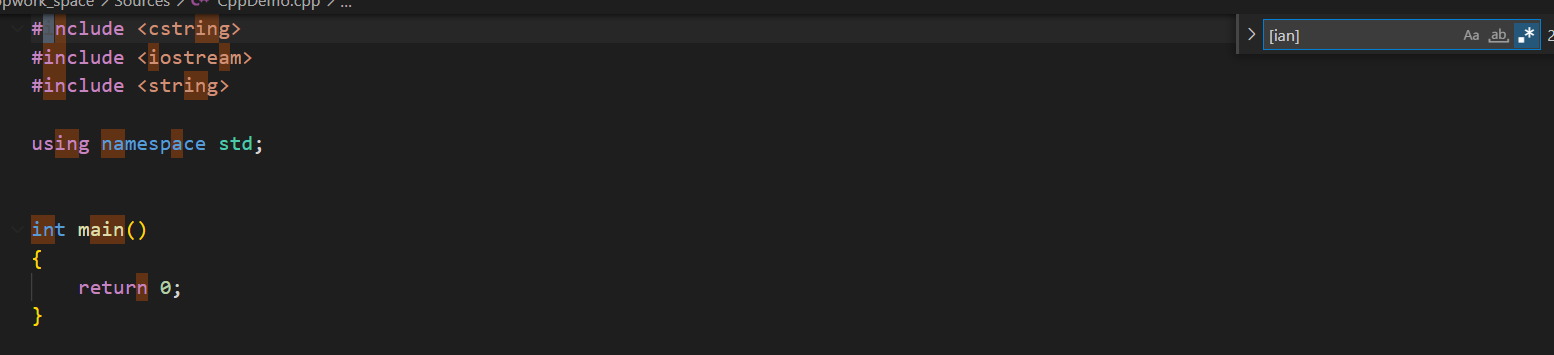 opwork_space > Sources > C++ CppDemo.cpp > ...
#include <cstring>
[ian] Aa ab .* 2
#include <iostream>
#include <string>
using namespace std;
int main()
{
return 0;
}